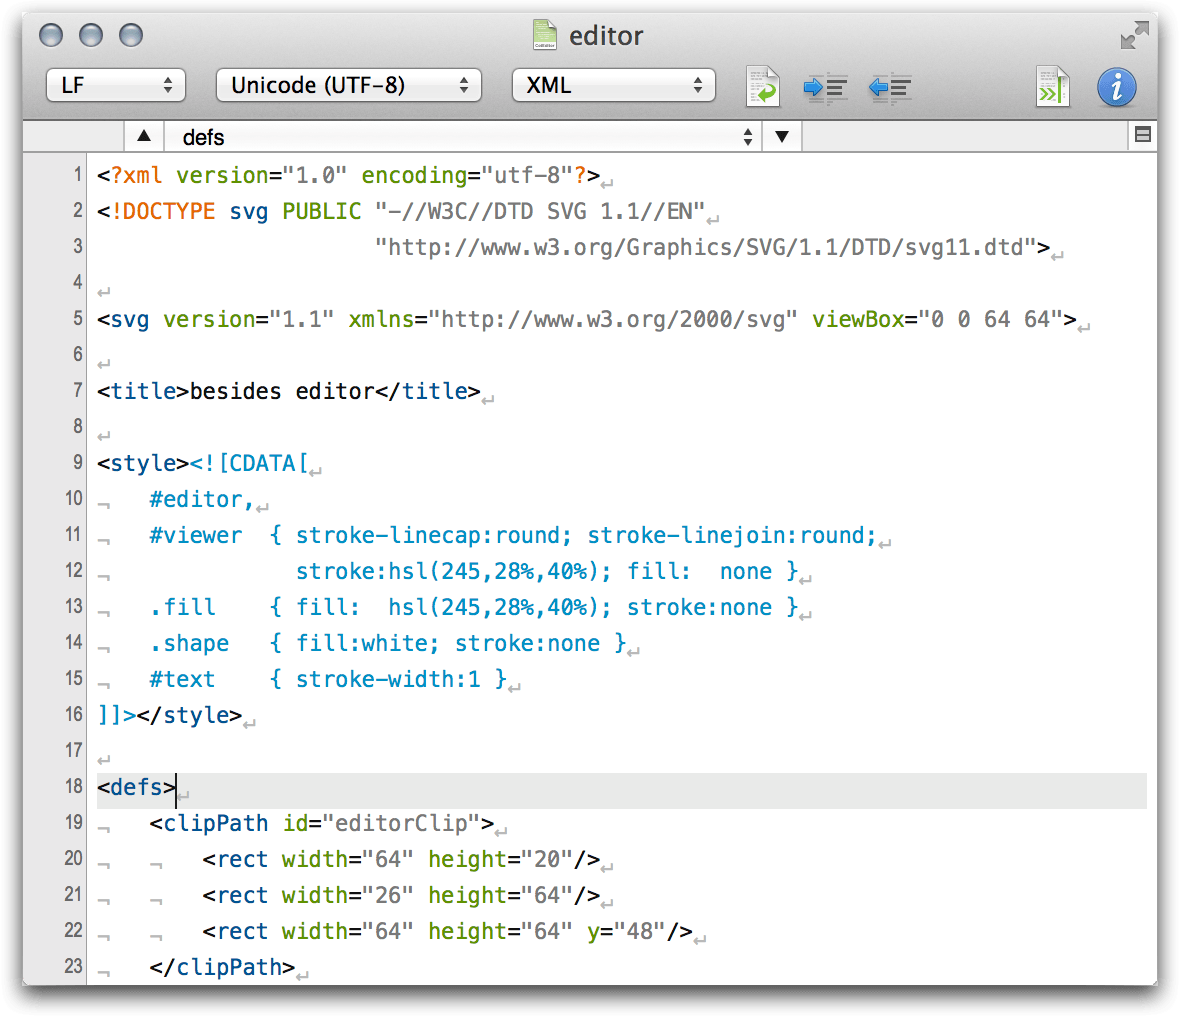 editor
LF
Unicode (UTF-8)
XML
defs
1 <?xml version="1.0" encoding="utf-8"?>
2 <!DOCTYPE svg PUBLIC "-//W3C//DTD SVG 1.1//EN"
3 "http://www.w3.org/Graphics/SVG/1.1/DTD/svg11.dtd">
4
5 <svg version="1.1" xmlns="http://www.w3.org/2000/svg" viewBox="0 0 64 64">
6
7 <title>besides editor</title>
8
9 <style><![CDATA[
10 #editor,
11 #viewer { stroke-linecap:round; stroke-linejoin:round;
12 stroke:hsl(245,28%,40%); fill: none }
13 .fill { fill: hsl(245,28%,40%); stroke:none }
14 .shape { fill:white; stroke:none }
15 #text { stroke-width:1 }
16 ]]></style>
17
18 <defs>
19 <clipPath id="editorClip">
20 <rect width="64" height="20"/>
21 <rect width="26" height="64"/>
22 <rect width="64" height="64" y="48"/>
23 </clipPath>